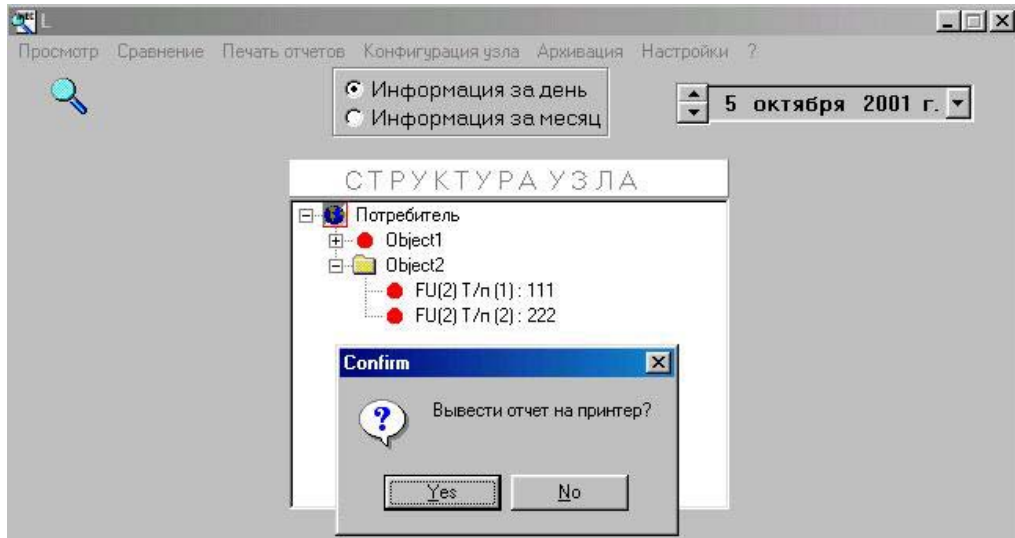 L
Просмотр Сравнение Печать отчетов Конфигурация узла Архивация Настройки ?
Информация за день
Информация за месяц
5 октября 2001 г.
СТРУКТУРА УЗЛА
Потребитель
Object1
Object2
FU(2) Т/п (1) : 111
FU(2) Т/п (2) : 222
Confirm
Вывести отчет на принтер?
Yes No